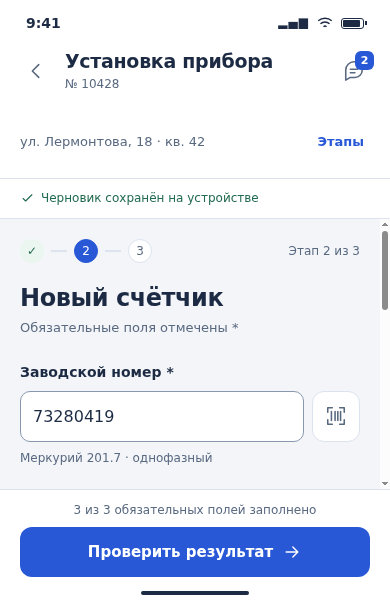 9:41
Установка прибора
№ 10428
2
ул. Лермонтова, 18 · кв. 42
Этапы
Черновик сохранён на устройстве
2
3
Этап 2 из 3
Новый счётчик
Обязательные поля отмечены *
Заводской номер *
73280419
Меркурий 201.7 · однофазный
3 из 3 обязательных полей заполнено
Проверить результат →